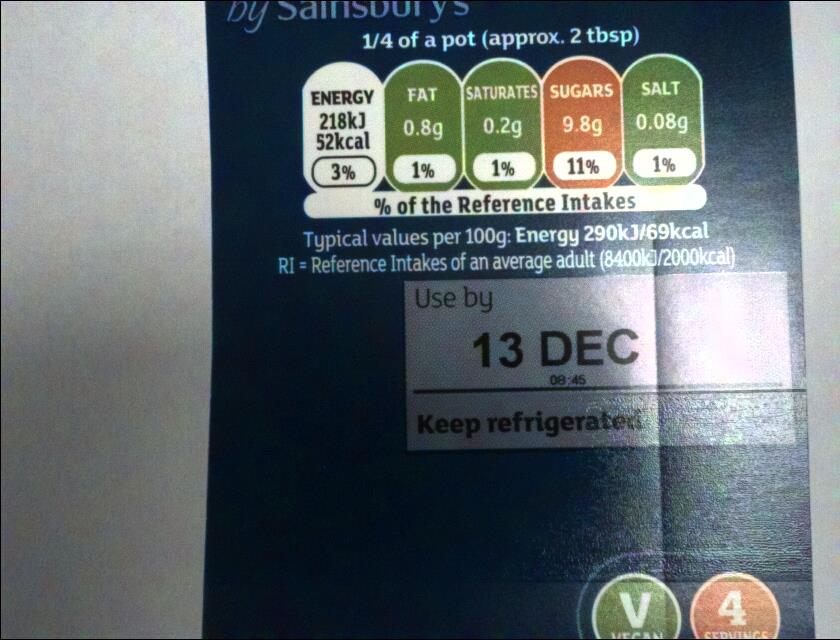 by Sainsbury's
1/4 of a pot (approx. 2 tbsp)
ENERGY 218kJ 52kcal 3%
FAT 0.8g 1%
SATURATES 0.2g 1%
SUGARS 9.8g 11%
SALT 0.08g 1%
% of the Reference Intakes
Typical values per 100g: Energy 290kJ/69kcal
RI = Reference Intakes of an average adult (8400kJ/2000kcal)
Use by
13 DEC
08:45
Keep refrigerated
V 4
VEGAN SERVINGS